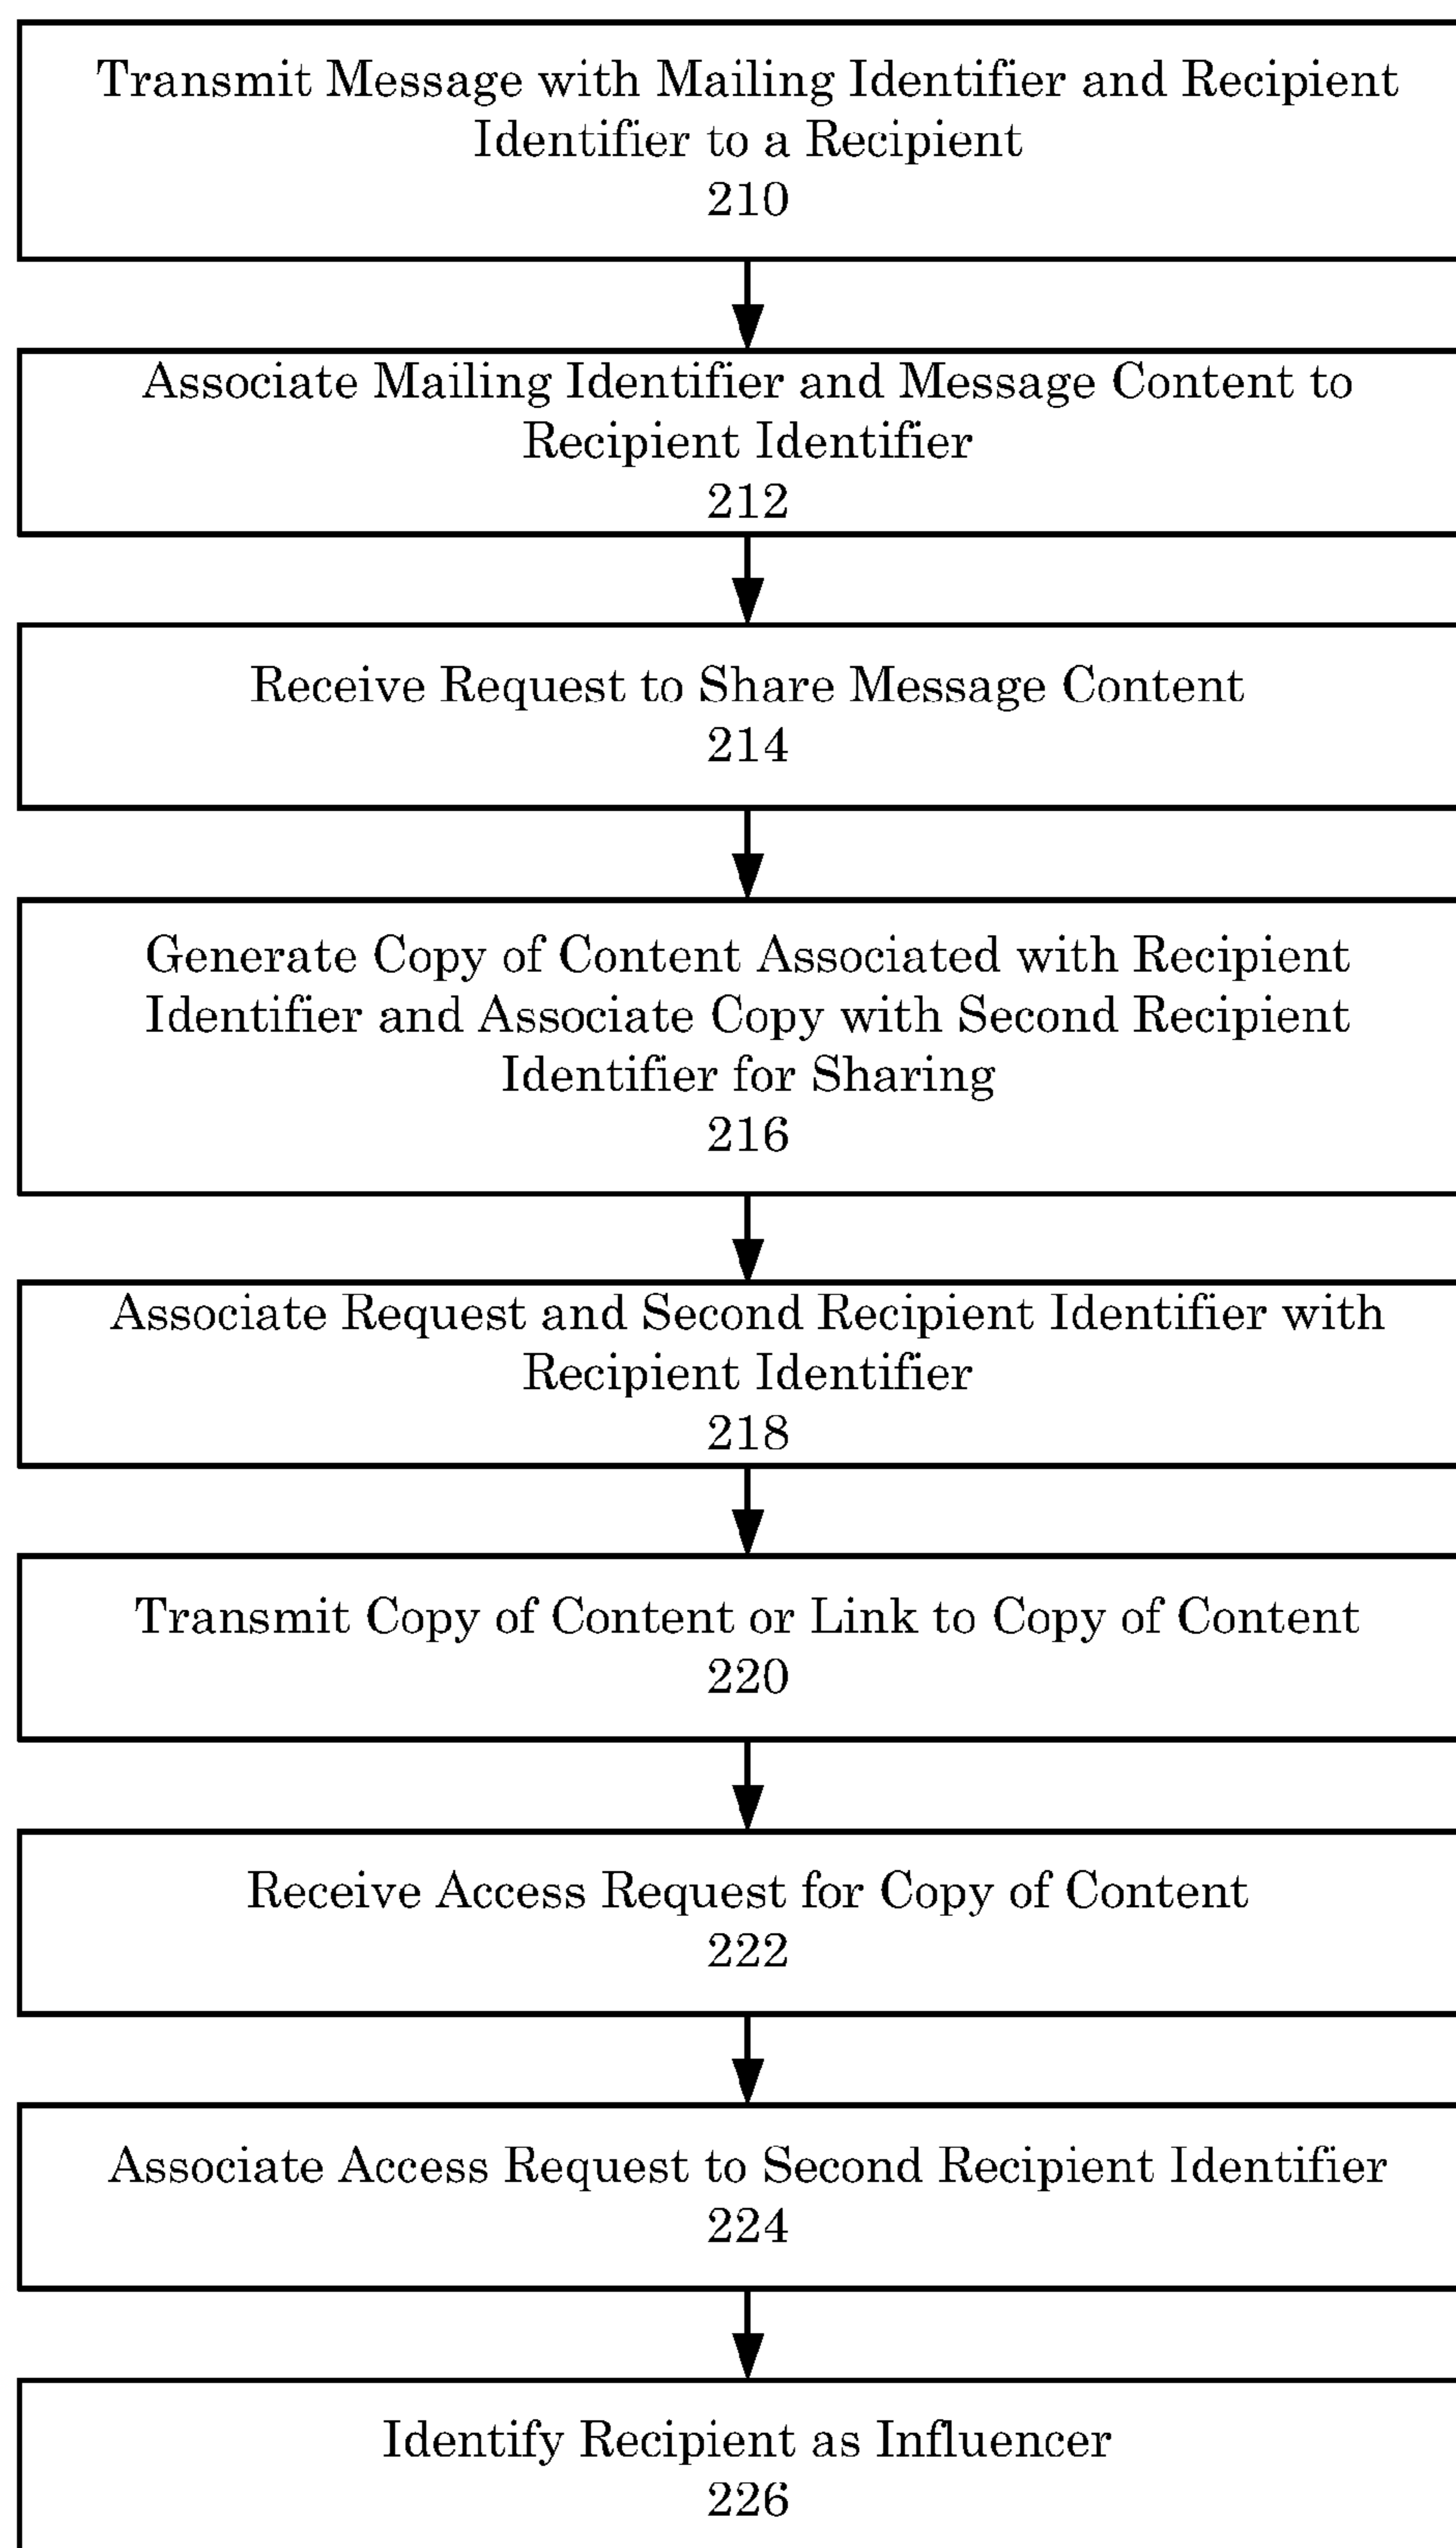 Transmit Message with Mailing Identifier and Recipient
Identifier to a Recipient
210
Associate Mailing Identifier and Message Content to
Recipient Identifier
212
Receive Request to Share Message Content
214
Generate Copy of Content Associated with Recipient
Identifier and Associate Copy with Second Recipient
Identifier for Sharing
216
Associate Request and Second Recipient Identifier with
Recipient Identifier
218
Transmit Copy of Content or Link to Copy of Content
220
Receive Access Request for Copy of Content
222
Associate Access Request to Second Recipient Identifier
224
Identify Recipient as Influencer
226